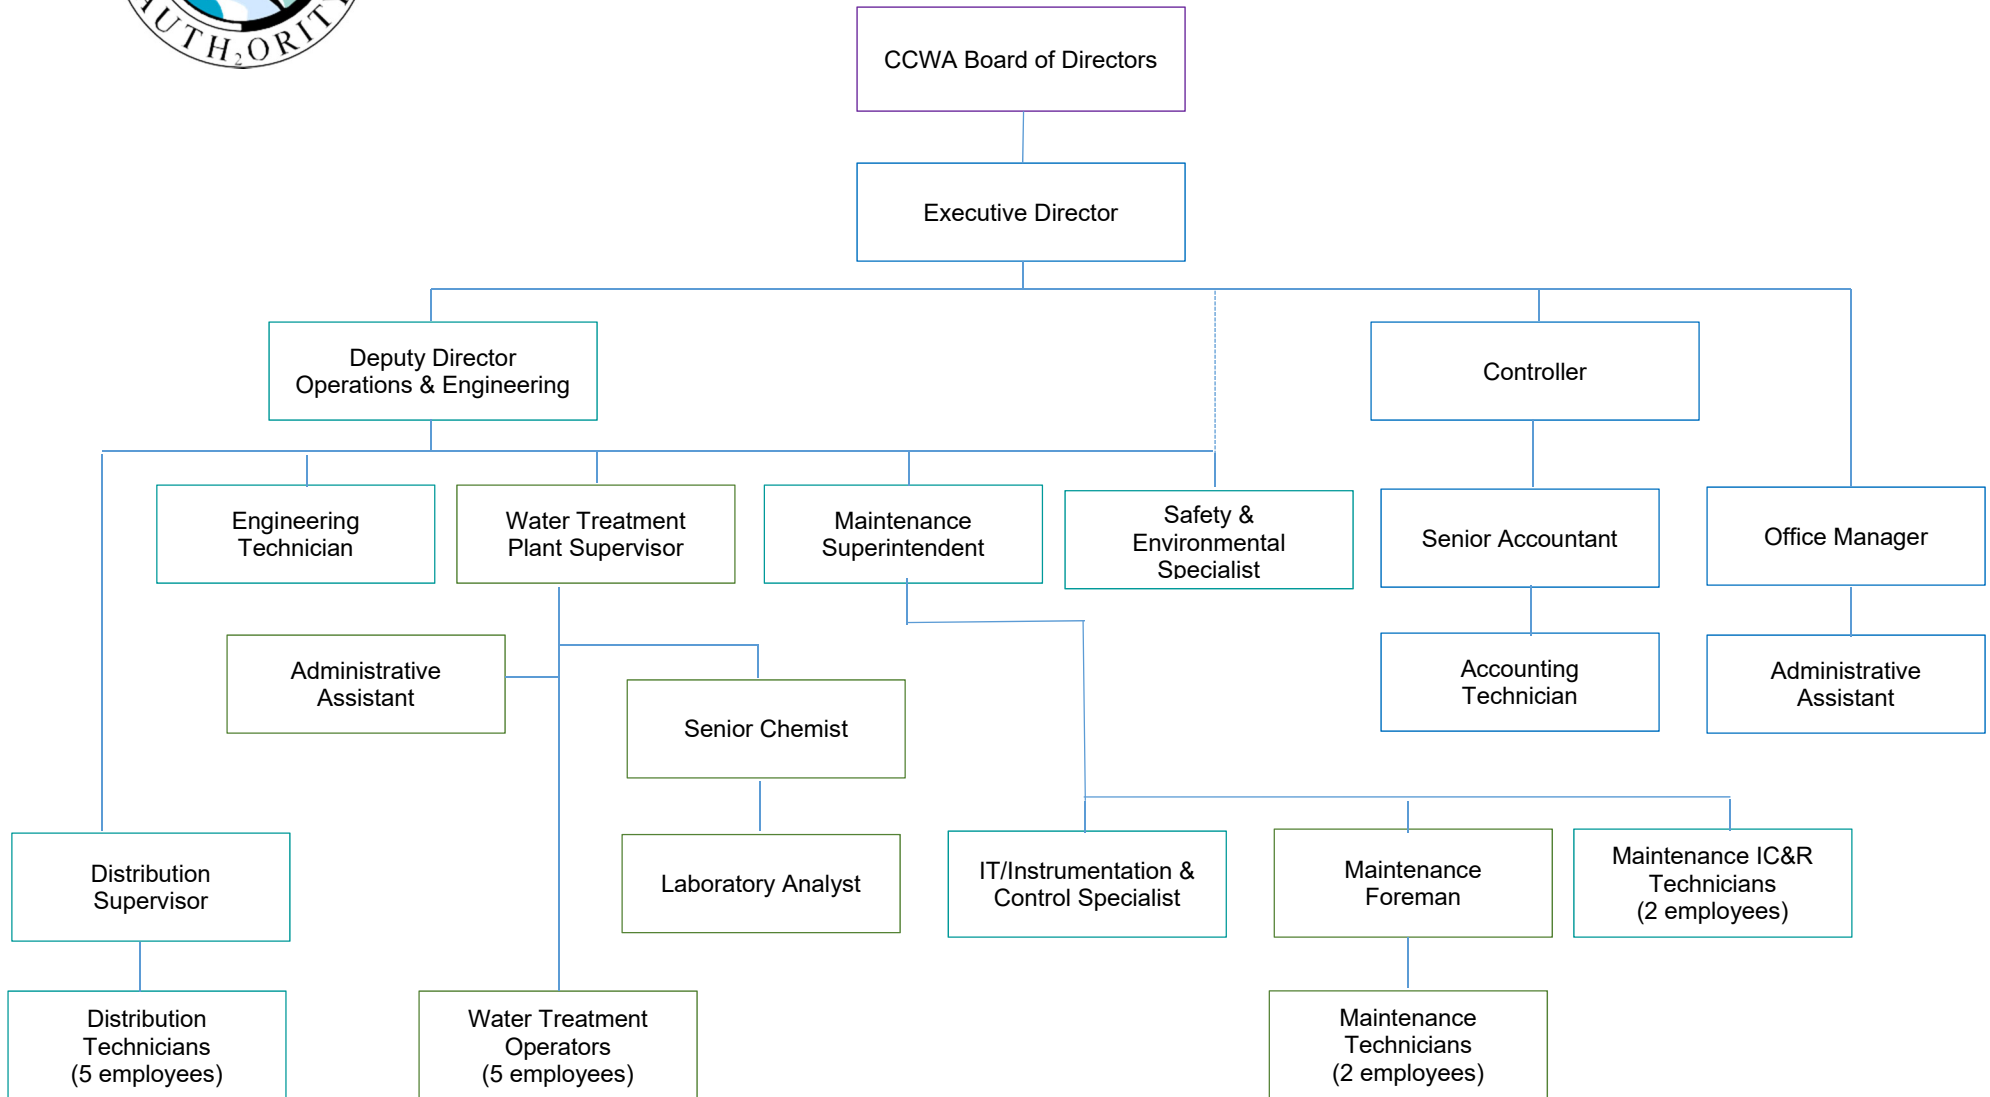 AUTH2ORITY
CCWA Board of Directors
Executive Director
Deputy Director
Operations & Engineering
Controller
Engineering
Technician
Water Treatment
Plant Supervisor
Maintenance
Superintendent
Safety &
Environmental
Specialist
Senior Accountant
Office Manager
Administrative
Assistant
Senior Chemist
Accounting
Technician
Administrative
Assistant
Distribution
Supervisor
Laboratory Analyst
IT/Instrumentation &
Control Specialist
Maintenance
Foreman
Maintenance IC&R
Technicians
(2 employees)
Distribution
Technicians
(5 employees)
Water Treatment
Operators
(5 employees)
Maintenance
Technicians
(2 employees)